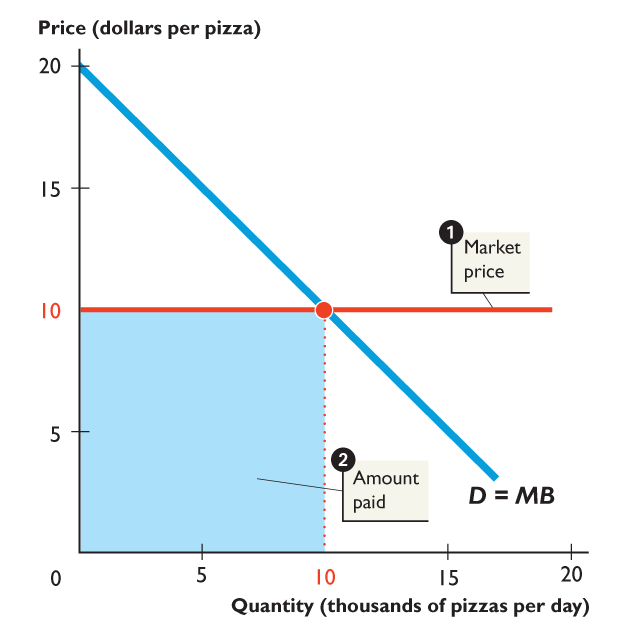 Price (dollars per pizza)
20
15
1
Market
price
10
5
2
Amount
paid
D = MB
0
5
10
15
20
Quantity (thousands of pizzas per day)